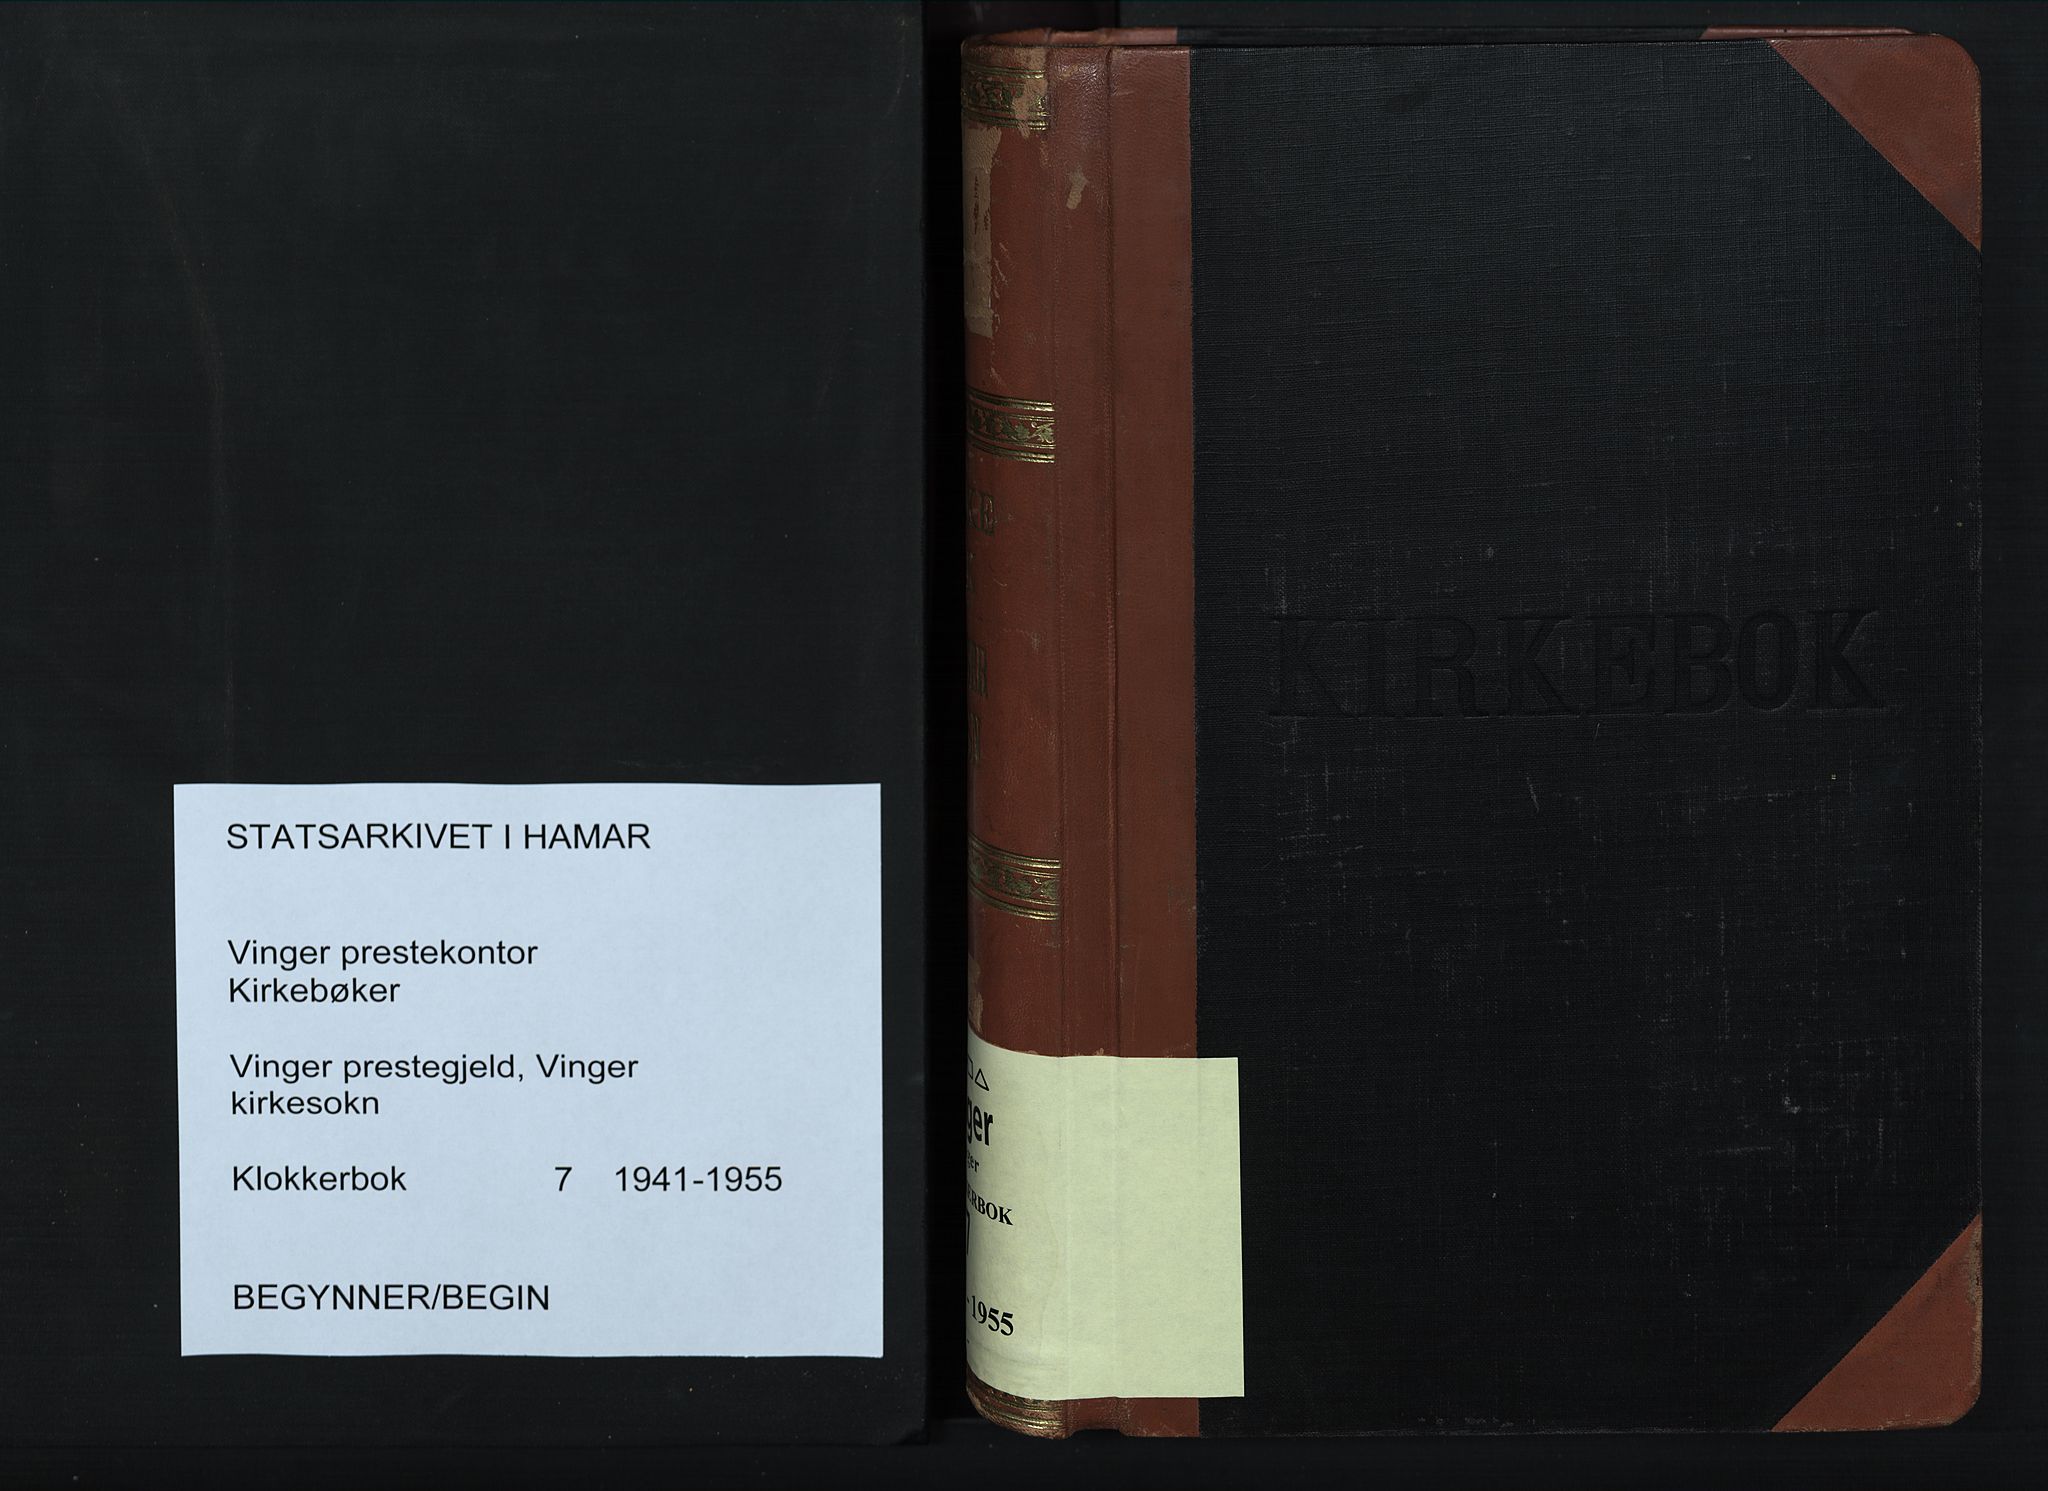 STATSARKIVET I HAMAR
Vinger prestekontor
Kirkebøker
Vinger prestegjeld, Vinger
kirkesokn
Klokkerbok 7 1941-1955
BEGYNNER/BEGIN
KIRKEBOK
1955